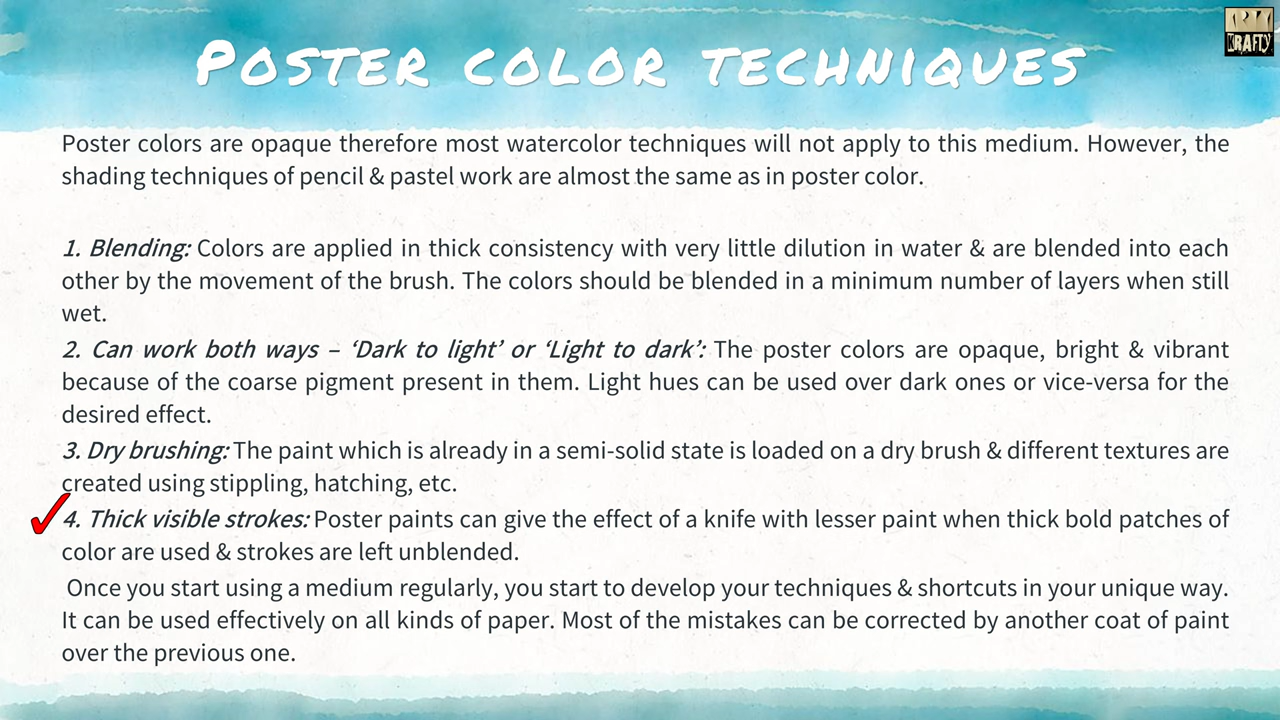 ARTY
KRAFTY
POSTER COLOR TECHNIQUES
Poster colors are opaque therefore most watercolor techniques will not apply to this medium. However, the
shading techniques of pencil & pastel work are almost the same as in poster color.
1. Blending: Colors are applied in thick consistency with very little dilution in water & are blended into each
other by the movement of the brush. The colors should be blended in a minimum number of layers when still
wet.
2. Can work both ways – ‘Dark to light’ or ‘Light to dark’: The poster colors are opaque, bright & vibrant
because of the coarse pigment present in them. Light hues can be used over dark ones or vice-versa for the
desired effect.
3. Dry brushing: The paint which is already in a semi-solid state is loaded on a dry brush & different textures are
created using stippling, hatching, etc.
4. Thick visible strokes: Poster paints can give the effect of a knife with lesser paint when thick bold patches of
color are used & strokes are left unblended.
Once you start using a medium regularly, you start to develop your techniques & shortcuts in your unique way.
It can be used effectively on all kinds of paper. Most of the mistakes can be corrected by another coat of paint
over the previous one.